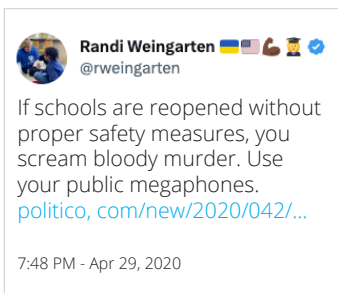 Randi Weingarten 🇺🇦🇺🇸💪🏿👩‍🎓
@rweingarten
If schools are reopened without
proper safety measures, you
scream bloody murder. Use
your public megaphones.
politico, com/new/2020/042/...
7:48 PM - Apr 29, 2020